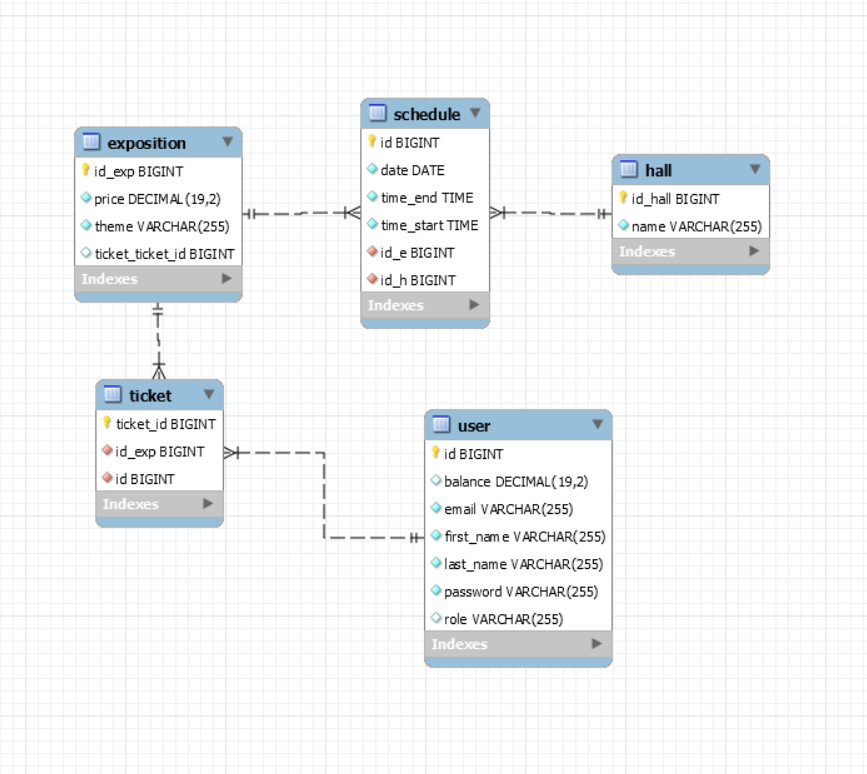 exposition
id_exp BIGINT
price DECIMAL(19,2)
theme VARCHAR(255)
ticket_ticket_id BIGINT
Indexes
schedule
id BIGINT
date DATE
time_end TIME
time_start TIME
id_e BIGINT
id_h BIGINT
Indexes
hall
id_hall BIGINT
name VARCHAR(255)
Indexes
ticket
ticket_id BIGINT
id_exp BIGINT
id BIGINT
Indexes
user
id BIGINT
balance DECIMAL(19,2)
email VARCHAR(255)
first_name VARCHAR(255)
last_name VARCHAR(255)
password VARCHAR(255)
role VARCHAR(255)
Indexes